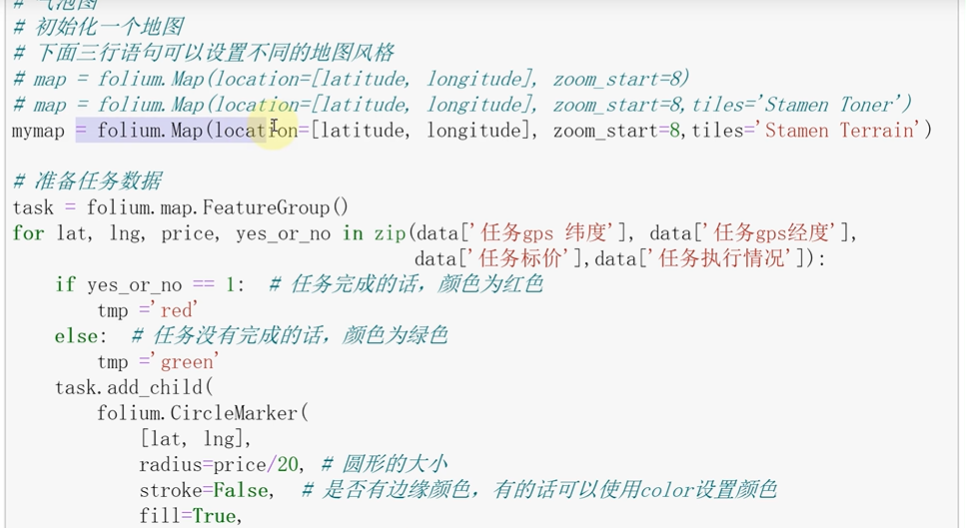 # 气泡图
# 初始化一个地图
# 下面三行语句可以设置不同的地图风格
# map = folium.Map(location=[latitude, longitude], zoom_start=8)
# map = folium.Map(location=[latitude, longitude], zoom_start=8,tiles='Stamen Toner')
mymap = folium.Map(location=[latitude, longitude], zoom_start=8,tiles='Stamen Terrain')
# 准备任务数据
task = folium.map.FeatureGroup()
for lat, lng, price, yes_or_no in zip(data['任务gps 纬度'], data['任务gps经度'],
data['任务标价'],data['任务执行情况']):
if yes_or_no == 1: # 任务完成的话，颜色为红色
tmp ='red'
else: # 任务没有完成的话，颜色为绿色
tmp ='green'
task.add_child(
folium.CircleMarker(
[lat, lng],
radius=price/20, # 圆形的大小
stroke=False, # 是否有边缘颜色，有的话可以使用color设置颜色
fill=True,